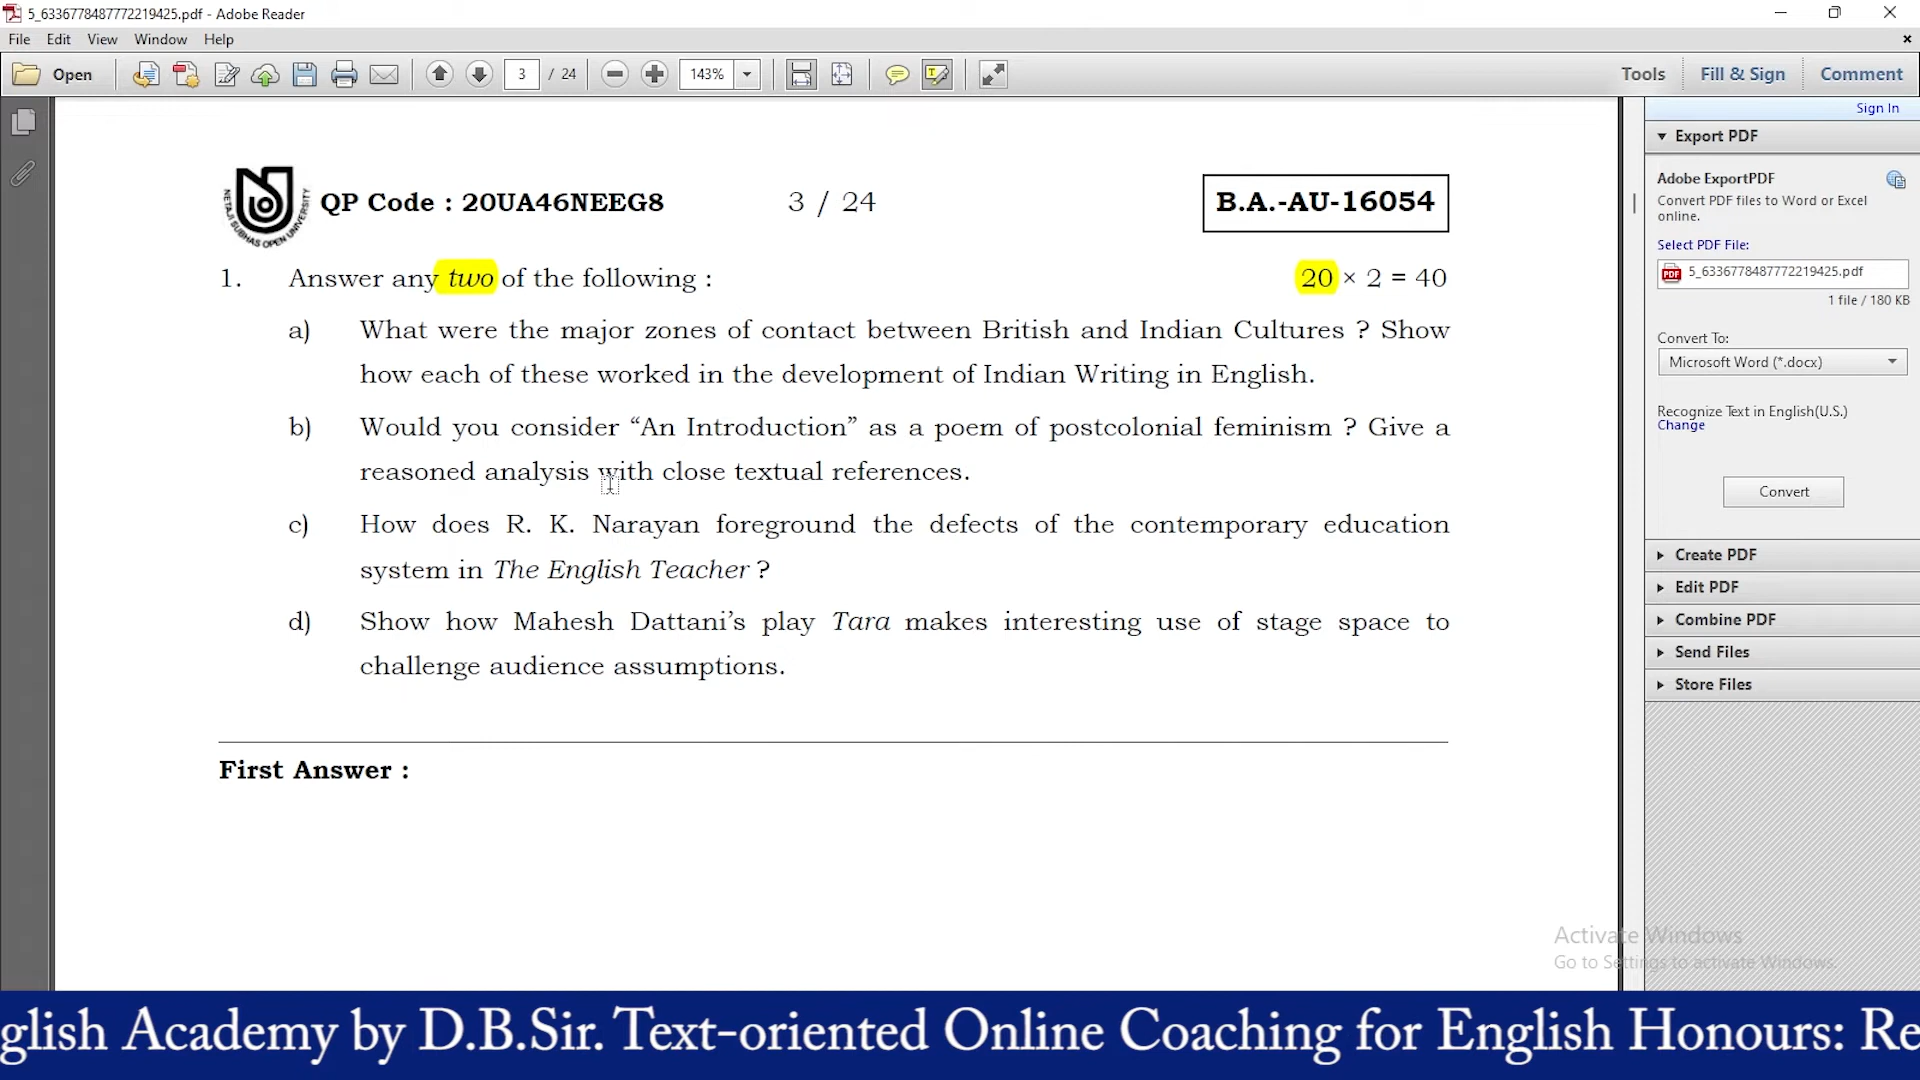 5_6336778487772219425.pdf - Adobe Reader
File Edit View Window Help
Open 3 / 24 143% Tools Fill & Sign Comment
Sign In
Export PDF
Adobe ExportPDF
Convert PDF files to Word or Excel online.
Select PDF File:
5_6336778487772219425.pdf
1 file / 180 KB
Convert To:
Microsoft Word (*.docx)
Recognize Text in English(U.S.)
Change
Convert
Create PDF
Edit PDF
Combine PDF
Send Files
Store Files
NETAJI SUBHAS OPEN UNIVERSITY
QP Code : 20UA46NEEG8 3 / 24 B.A.-AU-16054
1. Answer any two of the following : 20 × 2 = 40
a) What were the major zones of contact between British and Indian Cultures ? Show
how each of these worked in the development of Indian Writing in English.
b) Would you consider “An Introduction” as a poem of postcolonial feminism ? Give a
reasoned analysis with close textual references.
c) How does R. K. Narayan foreground the defects of the contemporary education
system in The English Teacher ?
d) Show how Mahesh Dattani’s play Tara makes interesting use of stage space to
challenge audience assumptions.
First Answer :
Activate Windows
Go to Settings to activate Windows.
glish Academy by D.B.Sir. Text-oriented Online Coaching for English Honours: Re